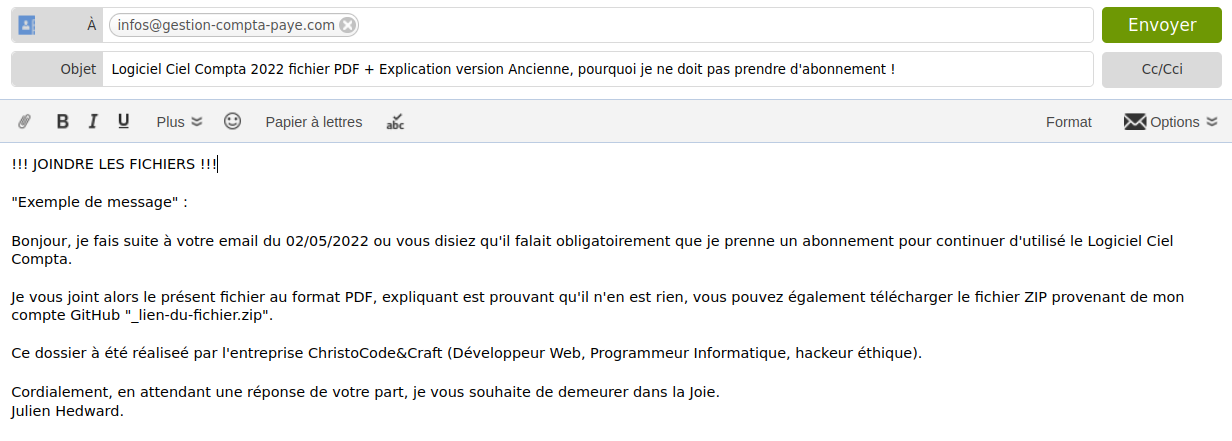 À infos@gestion-compta-paye.com Envoyer
Objet Logiciel Ciel Compta 2022 fichier PDF + Explication version Ancienne, pourquoi je ne doit pas prendre d'abonnement ! Cc/Cci
B I U Plus Papier à lettres abc Format Options
!!! JOINDRE LES FICHIERS !!!
"Exemple de message" :
Bonjour, je fais suite à votre email du 02/05/2022 ou vous disiez qu'il falait obligatoirement que je prenne un abonnement pour continuer d'utilisé le Logiciel Ciel
Compta.
Je vous joint alors le présent fichier au format PDF, expliquant est prouvant qu'il n'en est rien, vous pouvez également télécharger le fichier ZIP provenant de mon
compte GitHub "_lien-du-fichier.zip".
Ce dossier à été réaliseé par l'entreprise ChristoCode&Craft (Développeur Web, Programmeur Informatique, hackeur éthique).
Cordialement, en attendant une réponse de votre part, je vous souhaite de demeurer dans la Joie.
Julien Hedward.